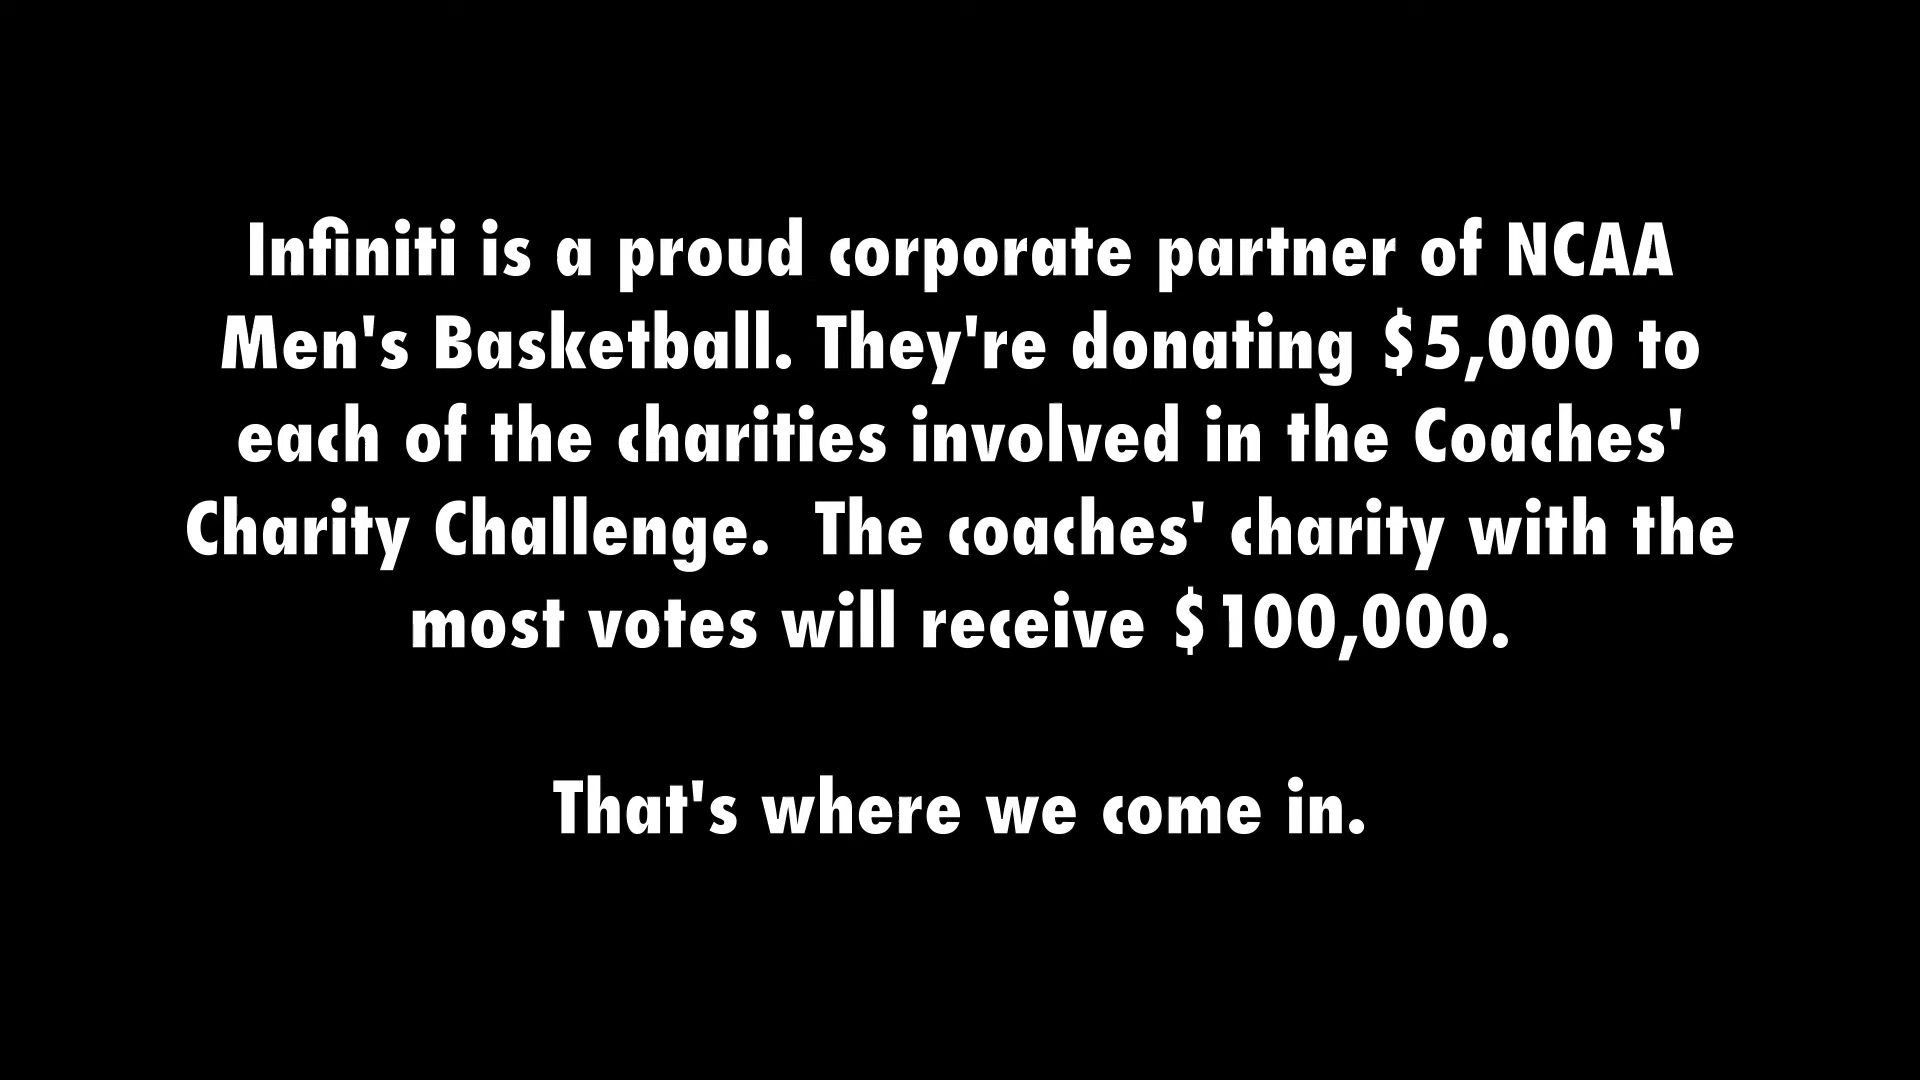 Infiniti is a proud corporate partner of NCAA
Men's Basketball. They're donating $5,000 to
each of the charities involved in the Coaches'
Charity Challenge.  The coaches' charity with the
most votes will receive $100,000.
That's where we come in.